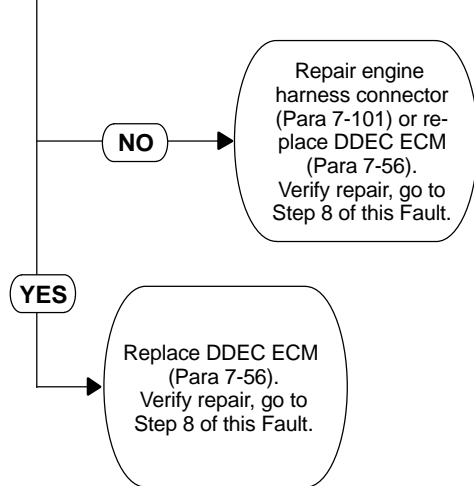 Repair engine
harness connector
(Para 7-101) or re-
place DDEC ECM
(Para 7-56).
Verify repair, go to
Step 8 of this Fault.
NO
YES
Replace DDEC ECM
(Para 7-56).
Verify repair, go to
Step 8 of this Fault.